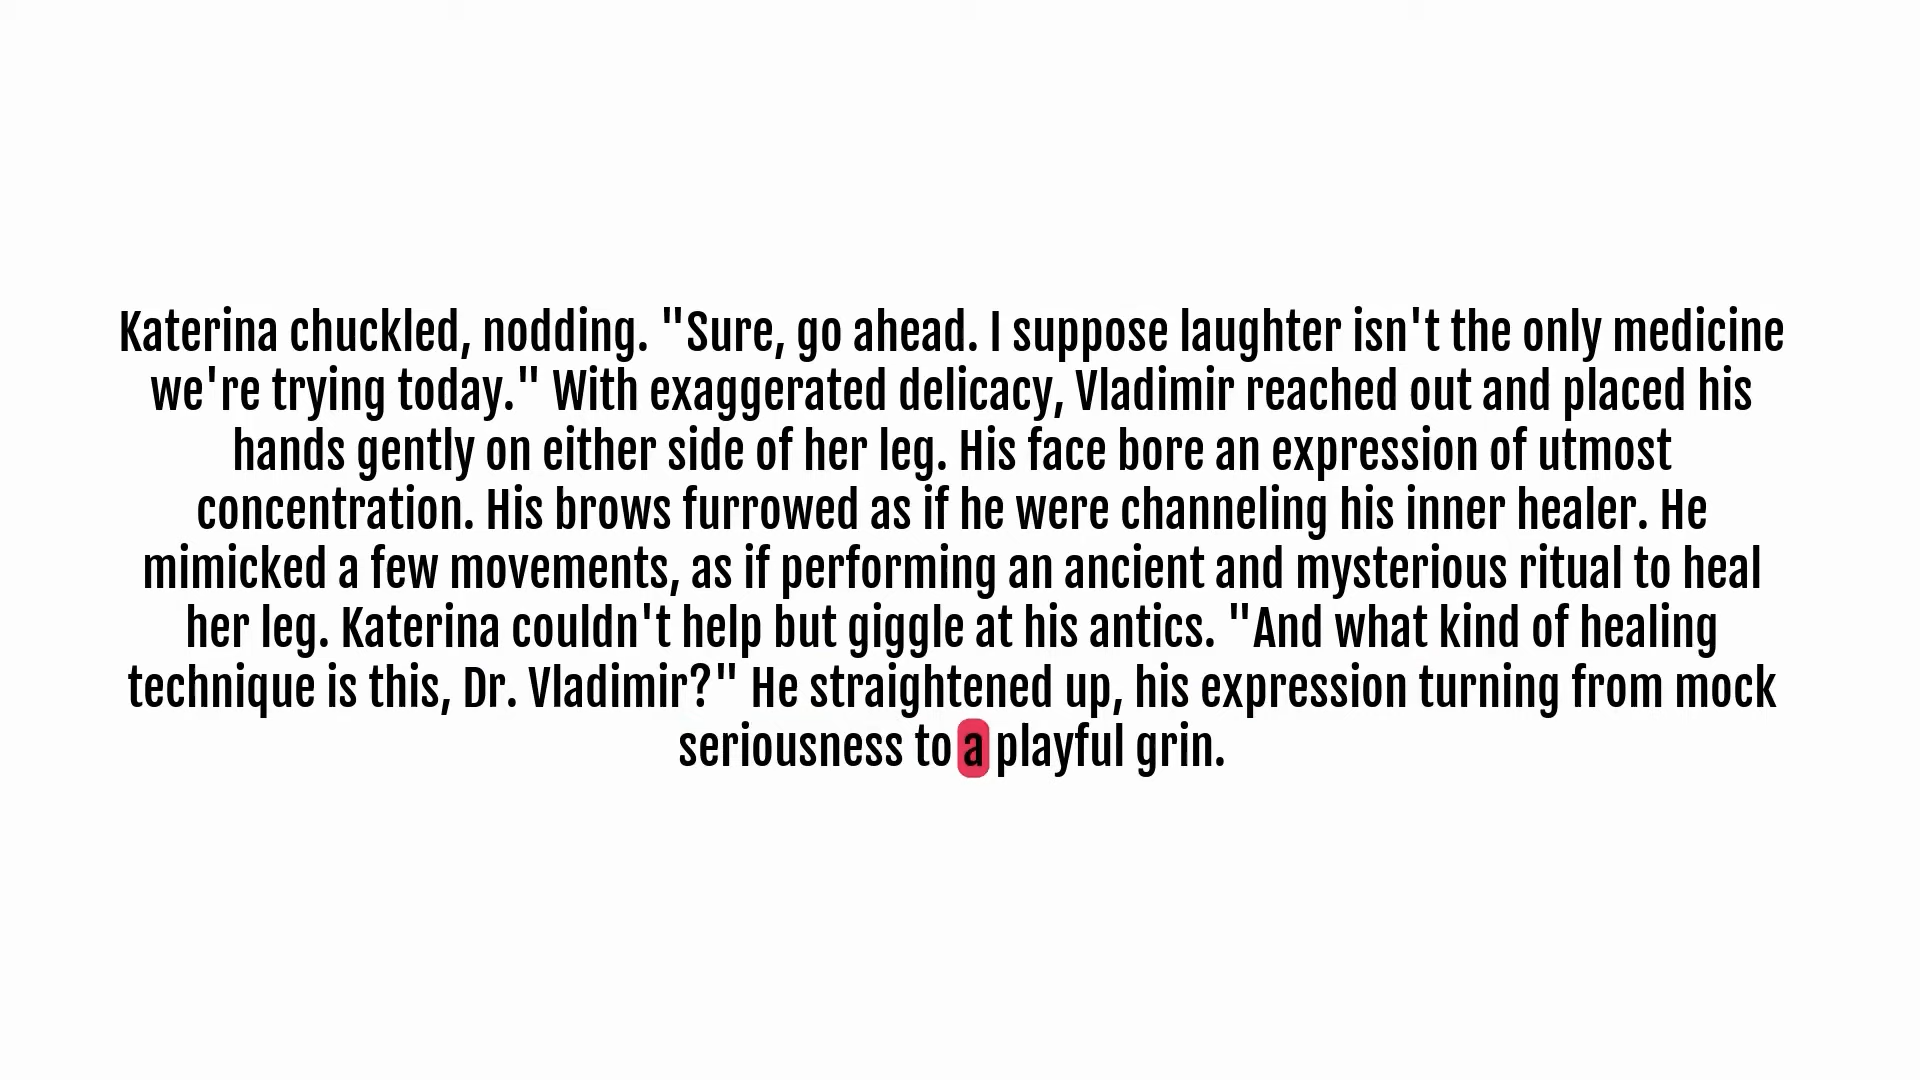 Katerina chuckled, nodding. "Sure, go ahead. I suppose laughter isn't the only medicine
we're trying today." With exaggerated delicacy, Vladimir reached out and placed his
hands gently on either side of her leg. His face bore an expression of utmost
concentration. His brows furrowed as if he were channeling his inner healer. He
mimicked a few movements, as if performing an ancient and mysterious ritual to heal
her leg. Katerina couldn't help but giggle at his antics. "And what kind of healing
technique is this, Dr. Vladimir?" He straightened up, his expression turning from mock
seriousness to a playful grin.